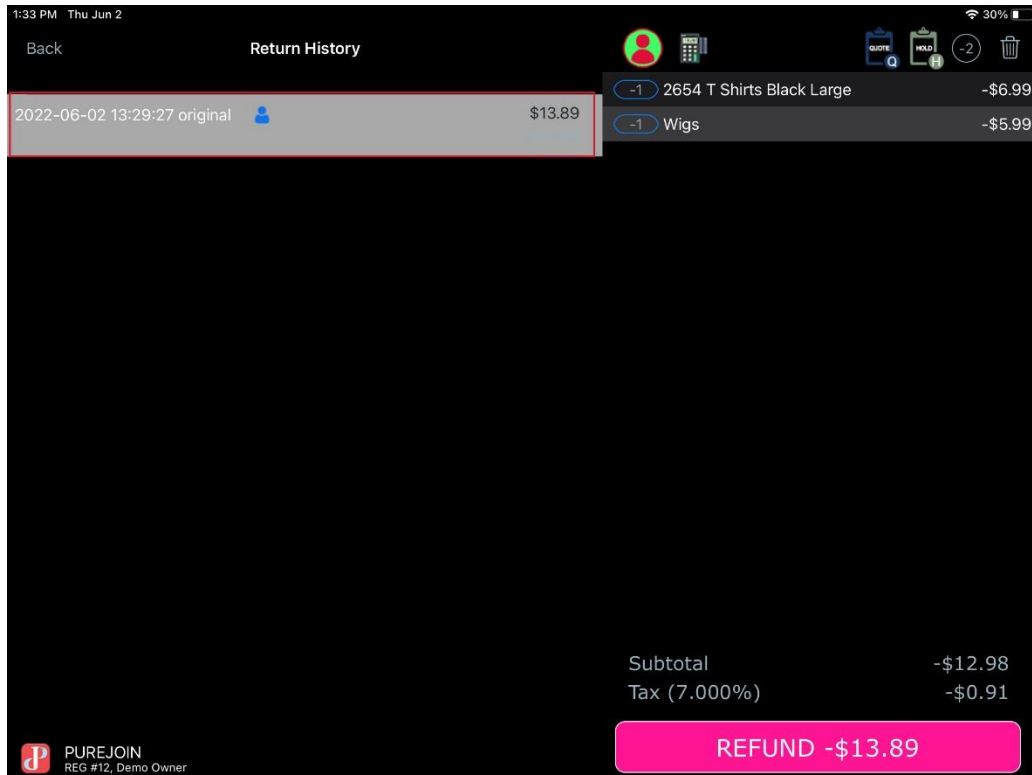 1:33 PM Thu Jun 2
30%
Back
Return History
QUOTE
Q
HOLD
H
-2
-1 2654 T Shirts Black Large -$6.99
-1 Wigs -$5.99
2022-06-02 13:29:27 original $13.89
Subtotal -$12.98
Tax (7.000%) -$0.91
REFUND -$13.89
PUREJOIN
REG #12, Demo Owner